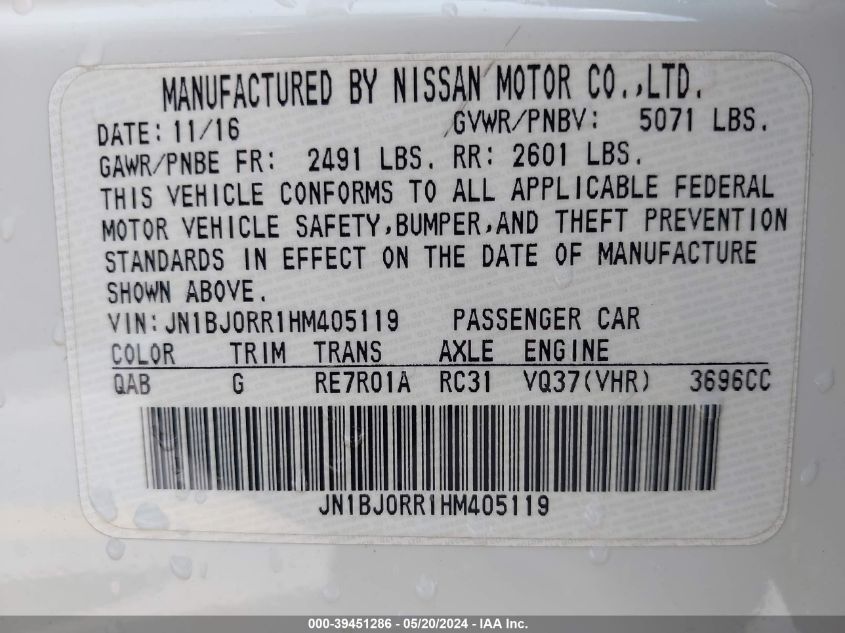 MANUFACTURED BY NISSAN MOTOR CO.,LTD.
DATE: 11/16 GVWR/PNBV: 5071 LBS.
GAWR/PNBE FR: 2491 LBS. RR: 2601 LBS.
THIS VEHICLE CONFORMS TO ALL APPLICABLE FEDERAL
MOTOR VEHICLE SAFETY,BUMPER,AND THEFT PREVENTION
STANDARDS IN EFFECT ON THE DATE OF MANUFACTURE
SHOWN ABOVE.
VIN:JN1BJ0RR1HM405119 PASSENGER CAR
COLOR TRIM TRANS AXLE ENGINE
QAB G RE7R01A RC31 VQ37(VHR) 3696CC
JN1BJ0RR1HM405119
000-39451286 - 05/20/2024 - IAA Inc.